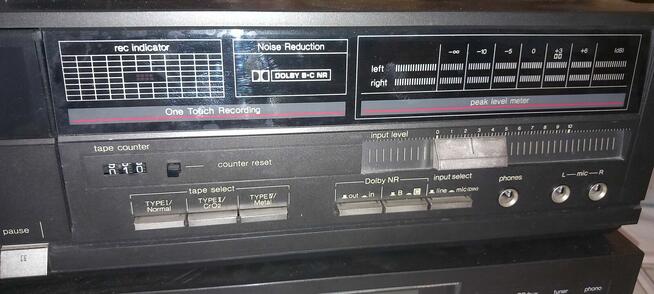 rec indicator
Noise Reduction
DOLBY B-C NR
One Touch Recording
-∞ -10 -5 0 +3 +6 (dB)
left
right
peak level meter
tape counter
counter reset
input level
0 1 2 3 4 5 6 7 8 9 10
tape select
TYPE I/ Normal
TYPE II/ CrO2
TYPE IV/ Metal
Dolby NR
out in
B C
input select
line mic(DIN)
phones
L—mic—R
pause
tuner
phono